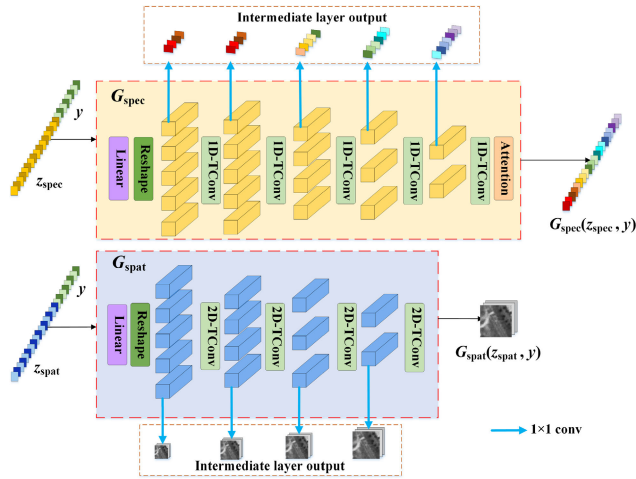 Intermediate layer output
G_spec
y
z_spec
Linear
Reshape
1D-TConv
1D-TConv
1D-TConv
1D-TConv
1D-TConv
Attention
G_spec(z_spec, y)
G_spat
y
z_spat
Linear
Reshape
2D-TConv
2D-TConv
2D-TConv
2D-TConv
G_spat(z_spat, y)
Intermediate layer output
1×1 conv